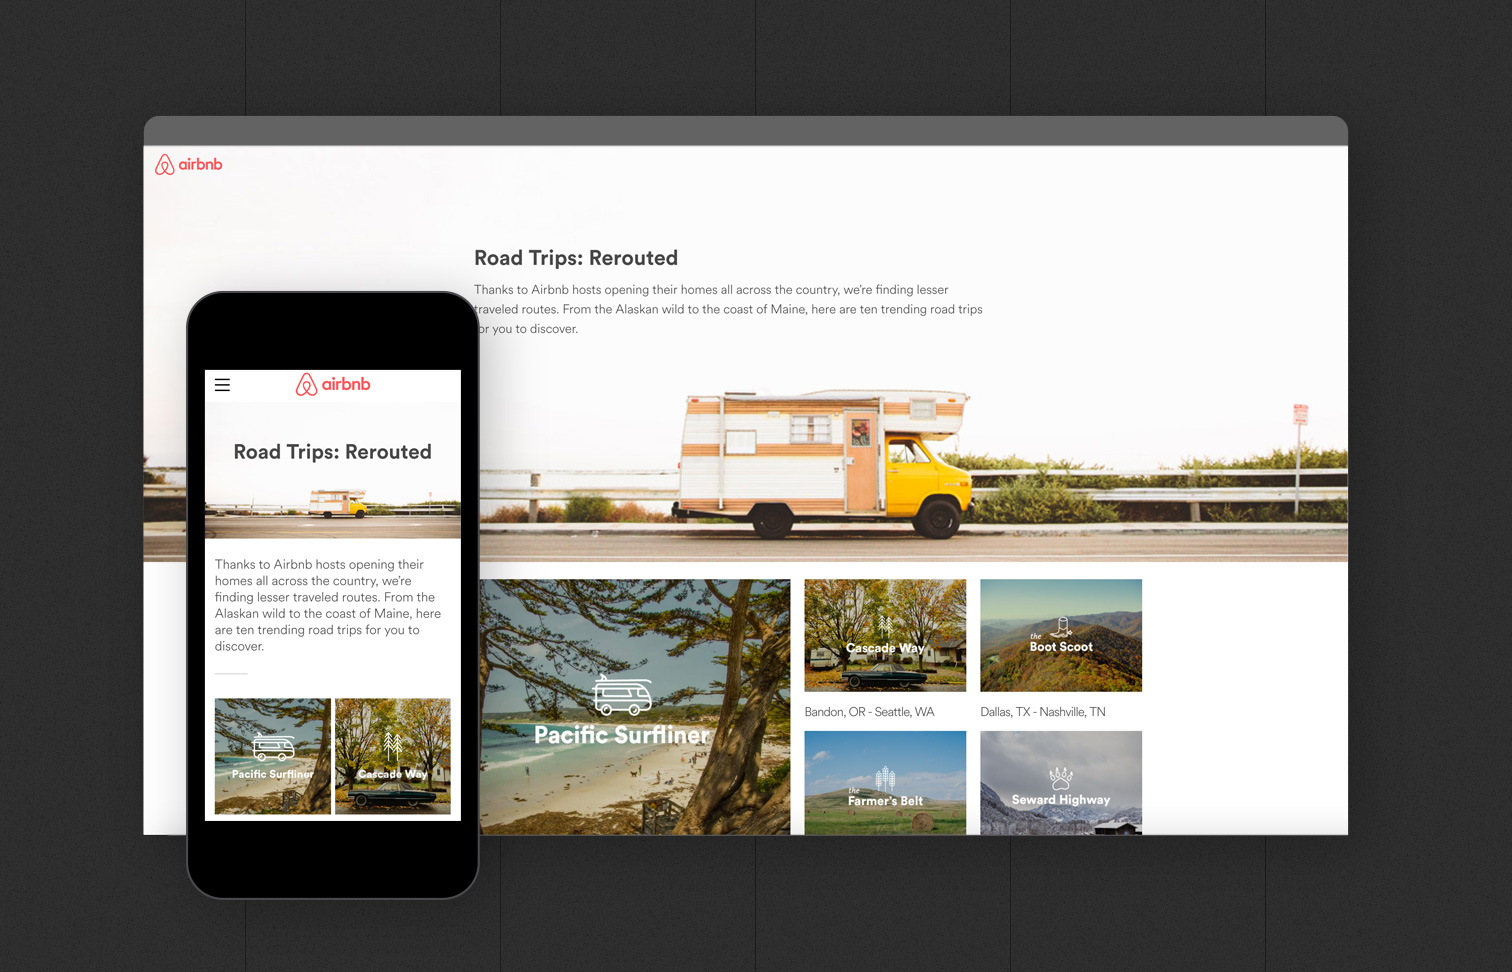 airbnb
Road Trips: Rerouted
Thanks to Airbnb hosts opening their homes all across the country, we're finding lesser
traveled routes. From the Alaskan wild to the coast of Maine, here are ten trending road trips
or you to discover.
Pacific Surfliner
Cascade Way
Bandon, OR - Seattle, WA
the
Boot Scoot
Dallas, TX - Nashville, TN
the
Farmer's Belt
Seward Highway
airbnb
Road Trips: Rerouted
Thanks to Airbnb hosts opening their
homes all across the country, we're
finding lesser traveled routes. From the
Alaskan wild to the coast of Maine, here
are ten trending road trips for you to
discover.
Pacific Surfliner
Cascade Way